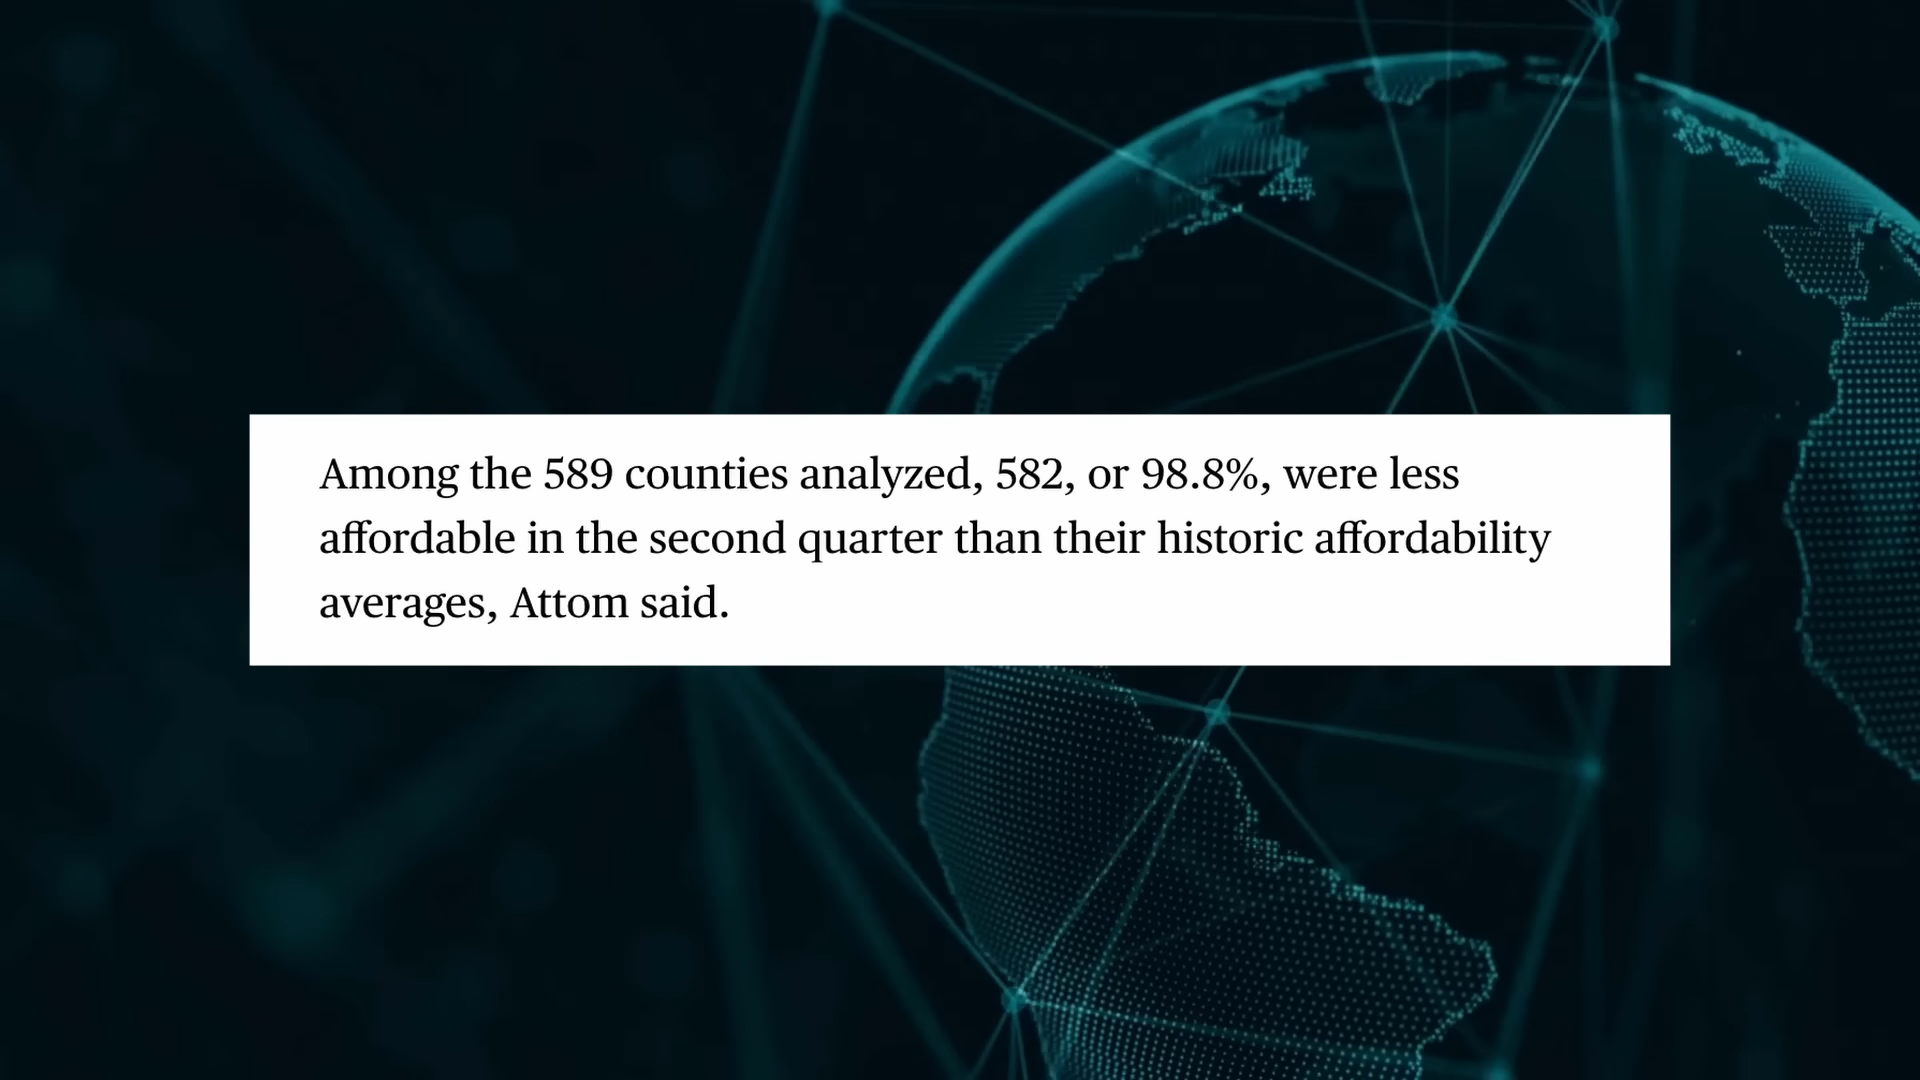 Among the 589 counties analyzed, 582, or 98.8%, were less
affordable in the second quarter than their historic affordability
averages, Attom said.